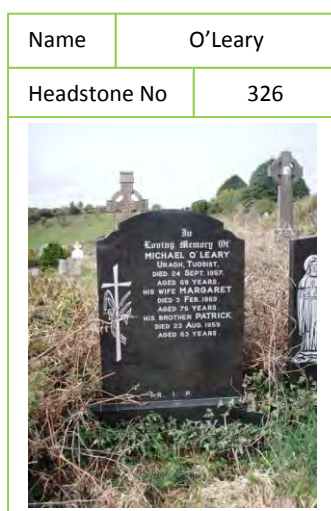 Name O'Leary
Headstone No 326
In
Loving Memory Of
MICHAEL O'LEARY
URAGH, TUOSIST,
DIED 24 SEPT. 1957.
AGED 69 YEARS.
HIS WIFE MARGARET
DIED 3 FEB. 1969.
AGED 76 YEARS.
HIS BROTHER PATRICK
DIED 23 AUG. 1959
AGED 63 YEARS.
R. I. P.